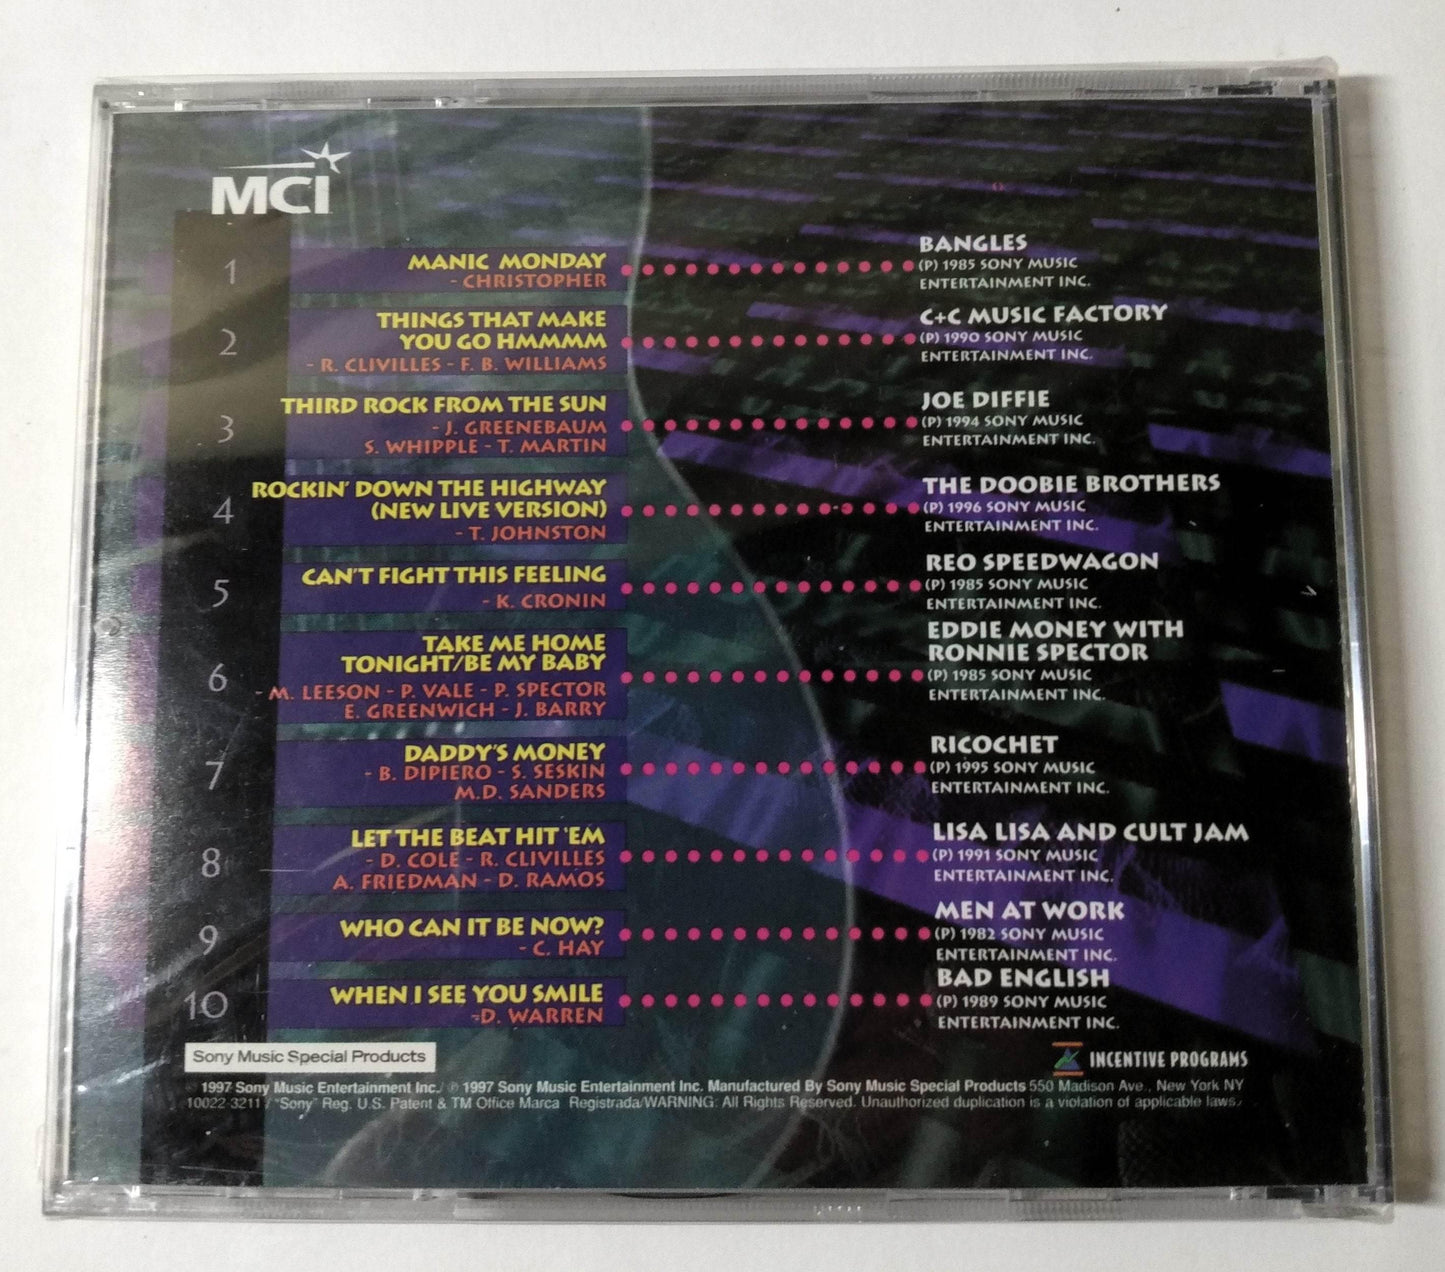 MCI
1
MANIC MONDAY
- CHRISTOPHER
BANGLES
(P) 1985 SONY MUSIC
ENTERTAINMENT INC.
2
THINGS THAT MAKE
YOU GO HMMMM
- R. CLIVILLES - F. B. WILLIAMS
C+C MUSIC FACTORY
(P) 1990 SONY MUSIC
ENTERTAINMENT INC.
3
THIRD ROCK FROM THE SUN
- J. GREENEBAUM
S. WHIPPLE - T. MARTIN
JOE DIFFIE
(P) 1994 SONY MUSIC
ENTERTAINMENT INC.
4
ROCKIN' DOWN THE HIGHWAY
(NEW LIVE VERSION)
- T. JOHNSTON
THE DOOBIE BROTHERS
(P) 1996 SONY MUSIC
ENTERTAINMENT INC.
5
CAN'T FIGHT THIS FEELING
- K. CRONIN
REO SPEEDWAGON
(P) 1985 SONY MUSIC
ENTERTAINMENT INC.
6
TAKE ME HOME
TONIGHT/BE MY BABY
- M. LEESON - P. VALE - P. SPECTOR
E. GREENWICH - J. BARRY
EDDIE MONEY WITH
RONNIE SPECTOR
(P) 1985 SONY MUSIC
ENTERTAINMENT INC.
7
DADDY'S MONEY
- B. DIPIERO - S. SESKIN
M.D. SANDERS
RICOCHET
(P) 1995 SONY MUSIC
ENTERTAINMENT INC.
8
LET THE BEAT HIT 'EM
- D. COLE - R. CLIVILLES
A. FRIEDMAN - D. RAMOS
LISA LISA AND CULT JAM
(P) 1991 SONY MUSIC
ENTERTAINMENT INC.
9
WHO CAN IT BE NOW?
- C. HAY
MEN AT WORK
(P) 1982 SONY MUSIC
ENTERTAINMENT INC.
10
WHEN I SEE YOU SMILE
-D. WARREN
BAD ENGLISH
(P) 1989 SONY MUSIC
ENTERTAINMENT INC.
Sony Music Special Products
INCENTIVE PROGRAMS
© 1997 Sony Music Entertainment Inc./ ℗ 1997 Sony Music Entertainment Inc. Manufactured By Sony Music Special Products 550 Madison Ave., New York NY
10022-3211 / "Sony" Reg. U.S. Patent & TM Office Marca Registrada/WARNING: All Rights Reserved. Unauthorized duplication is a violation of applicable laws.